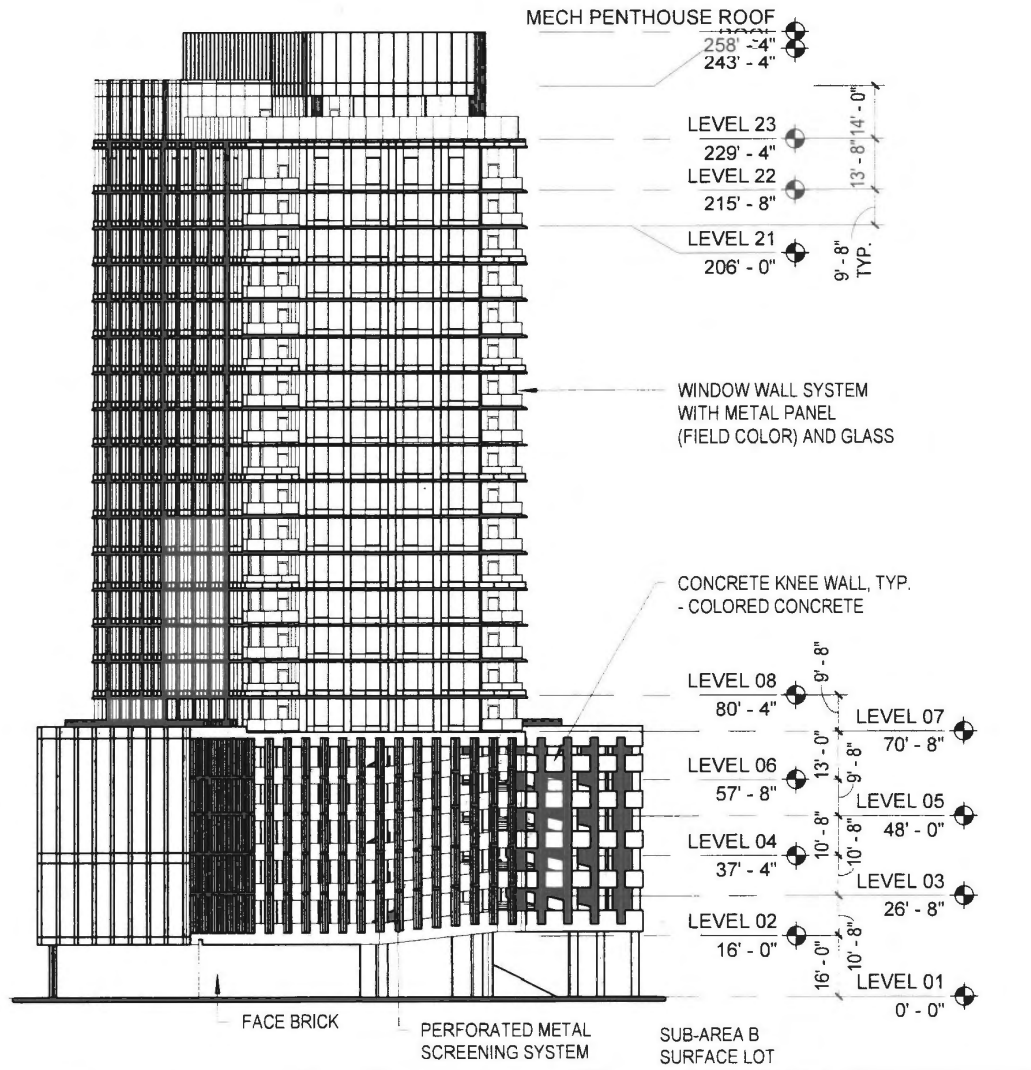 MECH PENTHOUSE ROOF
ROOF
258' - 4"
243' - 4"
14' - 0"
LEVEL 23
229' - 4"
13' - 8"
LEVEL 22
215' - 8"
LEVEL 21
206' - 0"
9' - 8"
TYP.
WINDOW WALL SYSTEM
WITH METAL PANEL
(FIELD COLOR) AND GLASS
CONCRETE KNEE WALL, TYP.
- COLORED CONCRETE
9' - 8"
LEVEL 08
80' - 4"
LEVEL 07
70' - 8"
13' - 0"
LEVEL 06
57' - 8"
9' - 8"
LEVEL 05
48' - 0"
10' - 8"
LEVEL 04
37' - 4"
10' - 8"
LEVEL 03
26' - 8"
LEVEL 02
16' - 0"
10' - 8"
16' - 0"
LEVEL 01
0' - 0"
FACE BRICK
PERFORATED METAL
SCREENING SYSTEM
SUB-AREA B
SURFACE LOT